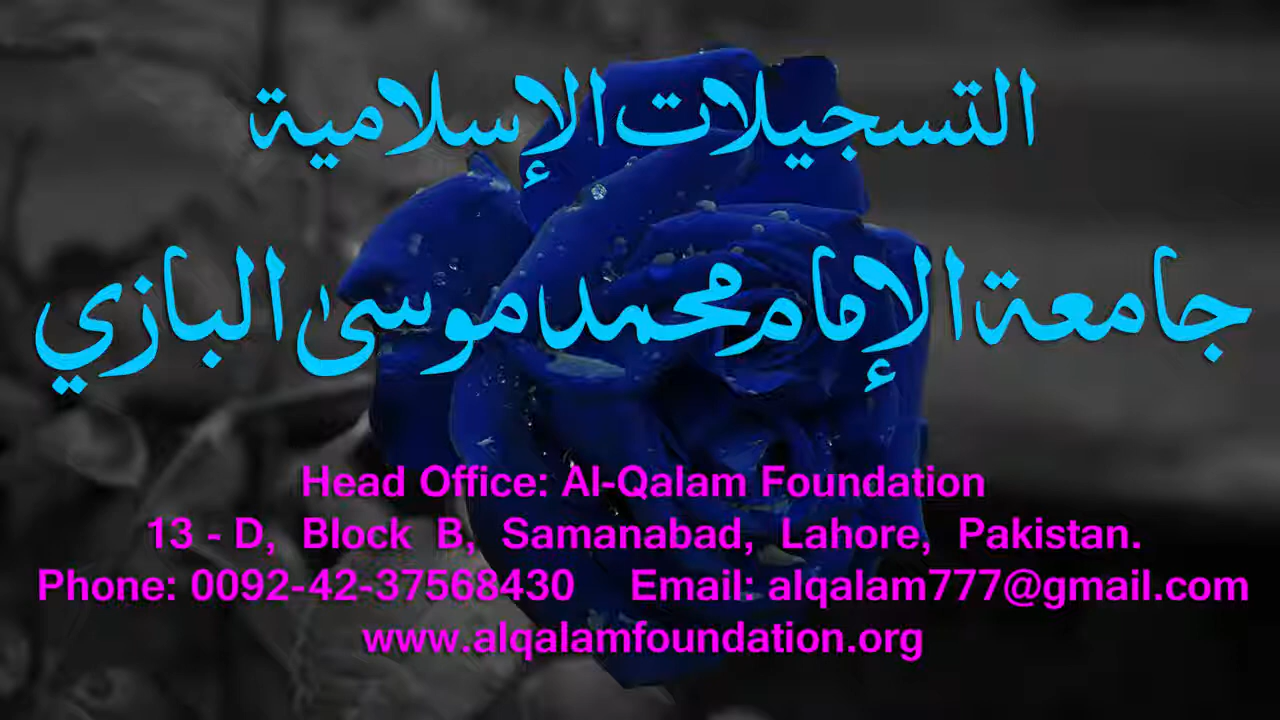 التسجيلات الإسلامية
جامعة الإمام محمد موسىٰ البازي
Head Office: Al-Qalam Foundation
13 - D, Block B, Samanabad, Lahore, Pakistan.
Phone: 0092-42-37568430 Email: alqalam777@gmail.com
www.alqalamfoundation.org